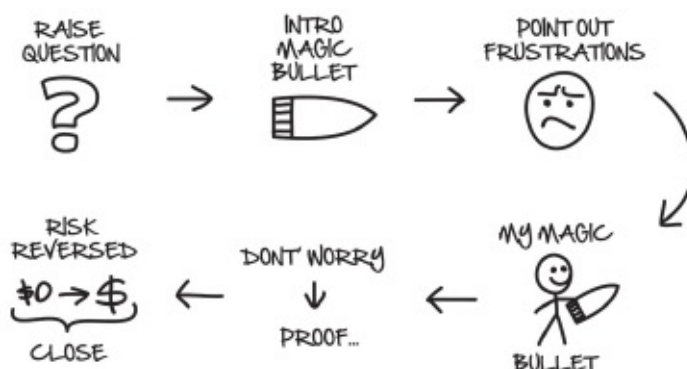 RAISE
QUESTION
?
INTRO
MAGIC
BULLET
POINT OUT
FRUSTRATIONS
MY MAGIC
BULLET
DONT' WORRY
PROOF...
RISK
REVERSED
$0 → $
CLOSE